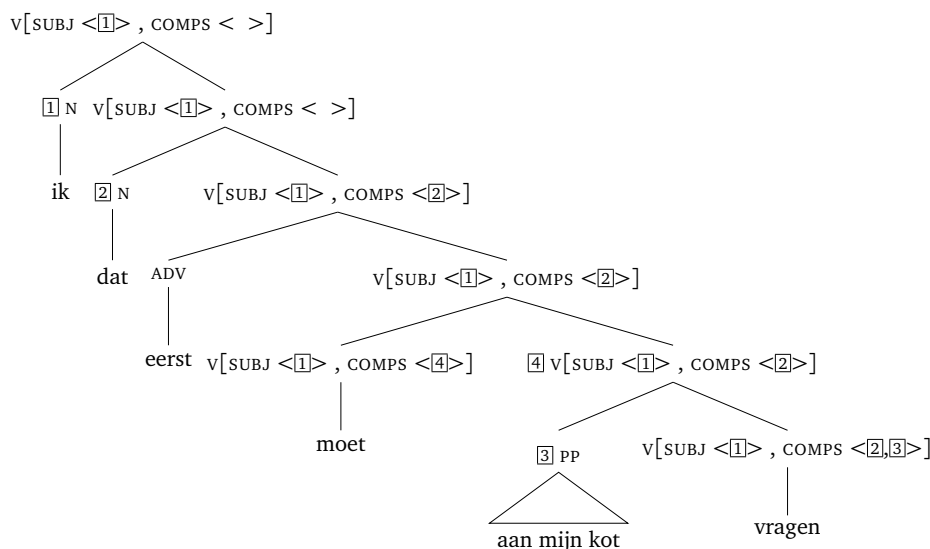 V[SUBJ <1> , COMPS < >]
1 N V[SUBJ <1> , COMPS < >]
ik 2 N V[SUBJ <1> , COMPS <2>]
dat ADV V[SUBJ <1> , COMPS <2>]
eerst V[SUBJ <1> , COMPS <4>] 4 V[SUBJ <1> , COMPS <2>]
moet 3 PP V[SUBJ <1> , COMPS <2,3>]
aan mijn kot vragen